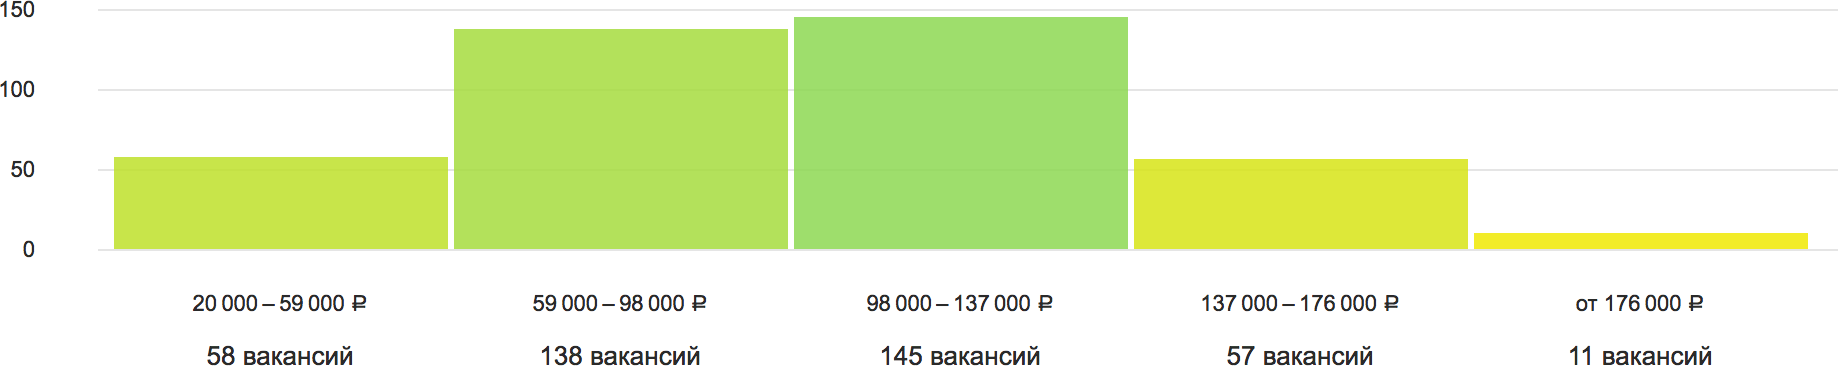 150
100
50
0
20 000 – 59 000 ₽
59 000 – 98 000 ₽
98 000 – 137 000 ₽
137 000 – 176 000 ₽
от 176 000 ₽
58 вакансий
138 вакансий
145 вакансий
57 вакансий
11 вакансий